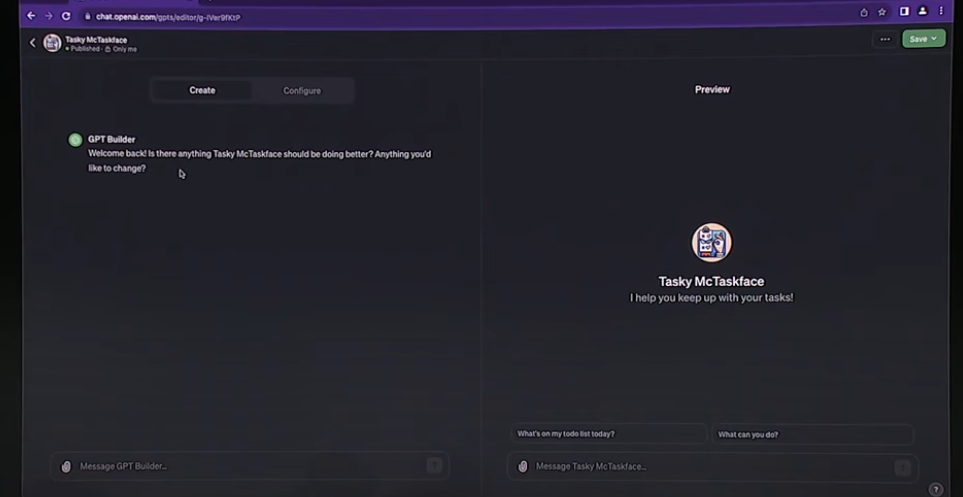 chat.openai.com/gpts/editor/g-iVer9fKtP
Tasky McTaskface
Published · Only me
Save
Create
Configure
Preview
GPT Builder
Welcome back! Is there anything Tasky McTaskface should be doing better? Anything you'd
like to change?
Tasky McTaskface
I help you keep up with your tasks!
What's on my todo list today?
What can you do?
Message GPT Builder...
Message Tasky McTaskface...
?